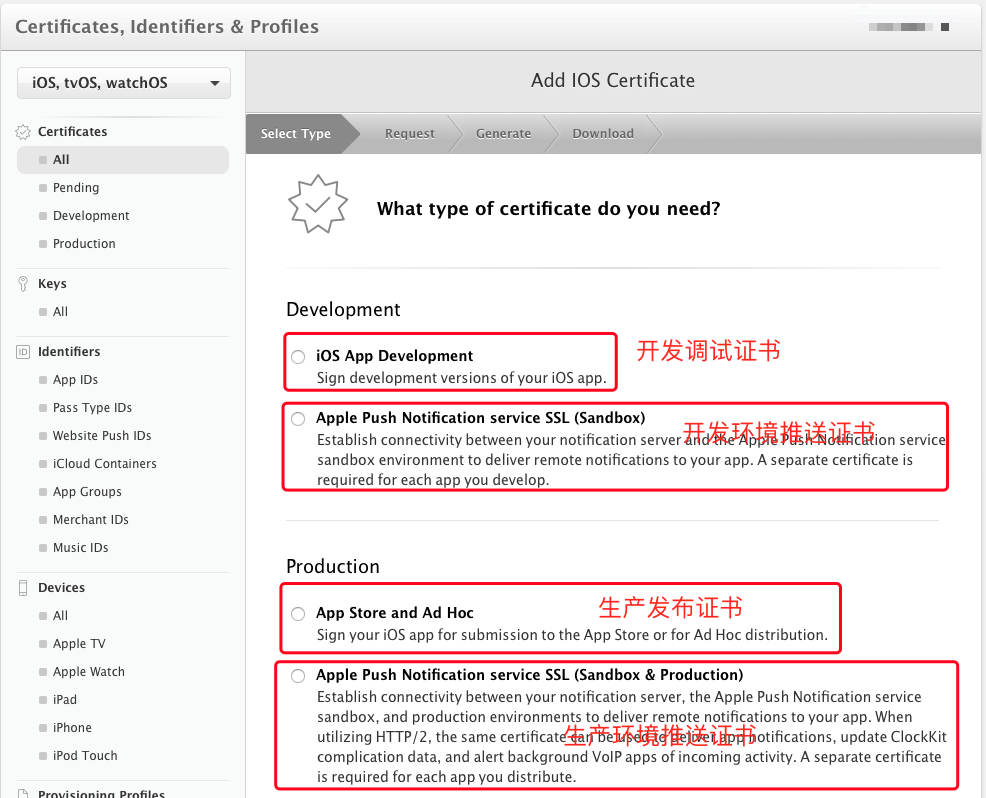 Certificates, Identifiers & Profiles
iOS, tvOS, watchOS
Certificates
All
Pending
Development
Production
Keys
All
ID
Identifiers
App IDs
Pass Type IDs
Website Push IDs
iCloud Containers
App Groups
Merchant IDs
Music IDs
Devices
All
Apple TV
Apple Watch
iPad
iPhone
iPod Touch
Provisioning Profiles
Add IOS Certificate
Select Type
Request
Generate
Download
What type of certificate do you need?
Development
iOS App Development
开发调试证书
Sign development versions of your iOS app.
Apple Push Notification service SSL (Sandbox)
开发环境推送证书
Establish connectivity between your notification server and the Apple Push Notification service
sandbox environment to deliver remote notifications to your app. A separate certificate is
required for each app you develop.
Production
App Store and Ad Hoc
生产发布证书
Sign your iOS app for submission to the App Store or for Ad Hoc distribution.
Apple Push Notification service SSL (Sandbox & Production)
Establish connectivity between your notification server, the Apple Push Notification service
sandbox, and production environments to deliver remote notifications to your app. When
utilizing HTTP/2, the same certificate can be used to deliver app notifications, update ClockKit
生产环境推送证书
complication data, and alert background VoIP apps of incoming activity. A separate certificate
is required for each app you distribute.